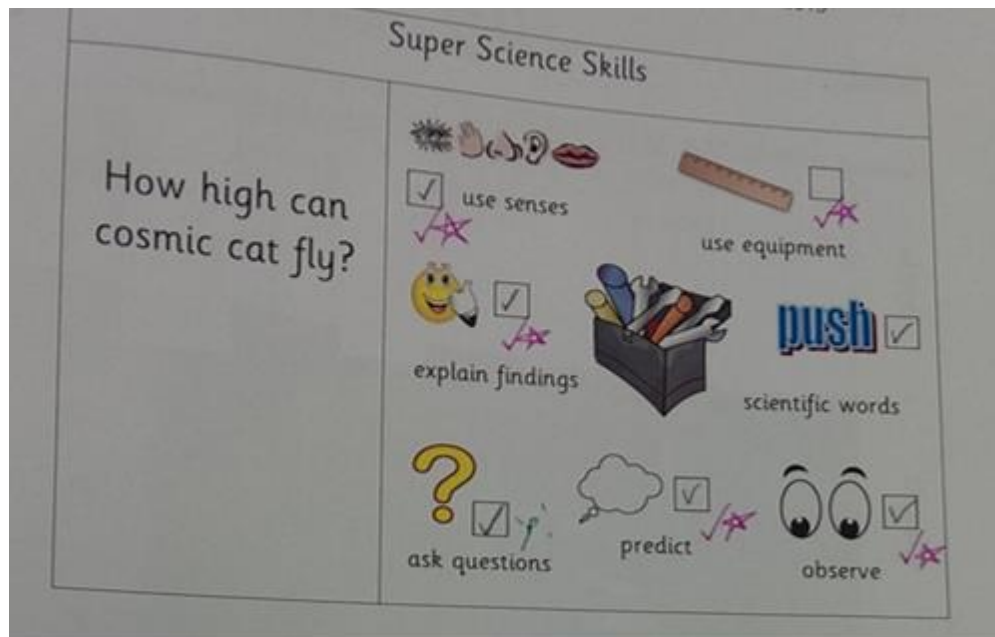 Super Science Skills
How high can
cosmic cat fly?
use senses
use equipment
explain findings
push
scientific words
?
ask questions
predict
observe